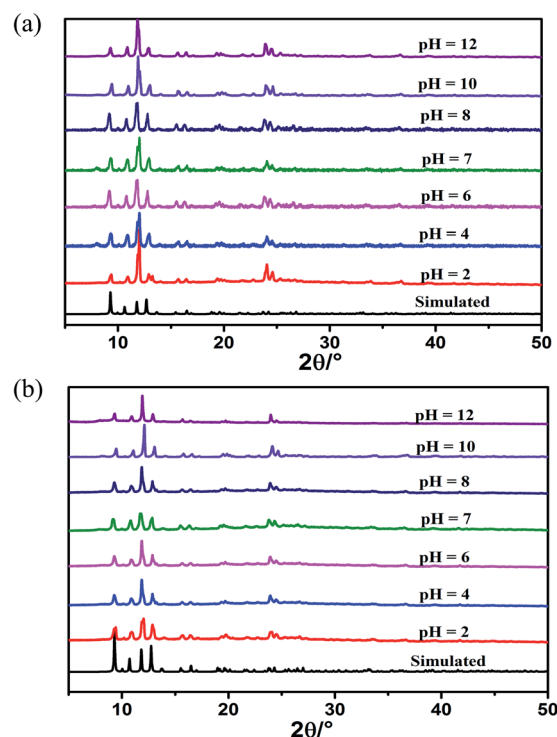 (a)
pH = 12
pH = 10
pH = 8
pH = 7
pH = 6
pH = 4
pH = 2
Simulated
10 20 30 40 50
2θ/°
(b)
pH = 12
pH = 10
pH = 8
pH = 7
pH = 6
pH = 4
pH = 2
Simulated
10 20 30 40 50
2θ/°